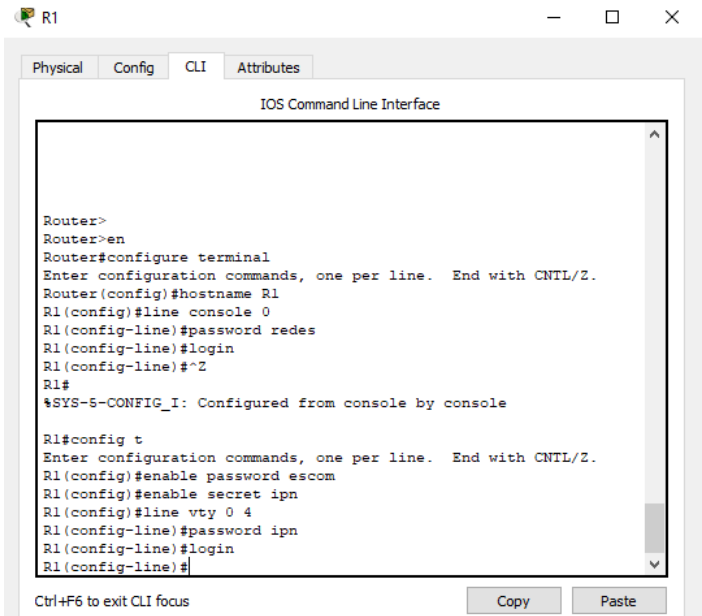 R1
Physical Config CLI Attributes
IOS Command Line Interface
Router>
Router>en
Router#configure terminal
Enter configuration commands, one per line.  End with CNTL/Z.
Router(config)#hostname R1
R1(config)#line console 0
R1(config-line)#password redes
R1(config-line)#login
R1(config-line)#^Z
R1#
%SYS-5-CONFIG_I: Configured from console by console
R1#config t
Enter configuration commands, one per line.  End with CNTL/Z.
R1(config)#enable password escom
R1(config)#enable secret ipn
R1(config)#line vty 0 4
R1(config-line)#password ipn
R1(config-line)#login
R1(config-line)#
Ctrl+F6 to exit CLI focus
Copy Paste